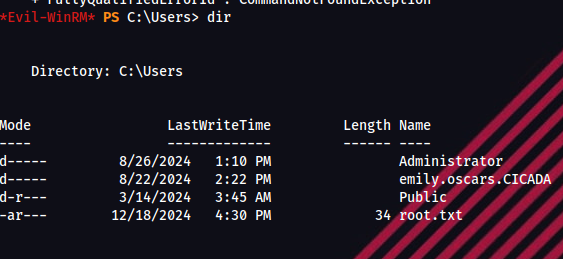 + FullyQualifiedErrorId : CommandNotFoundException
*Evil-WinRM* PS C:\Users> dir
Directory: C:\Users
Mode LastWriteTime Length Name
---- ------------- ------ ----
d----- 8/26/2024 1:10 PM Administrator
d----- 8/22/2024 2:22 PM emily.oscars.CICADA
d-r--- 3/14/2024 3:45 AM Public
-ar--- 12/18/2024 4:30 PM 34 root.txt